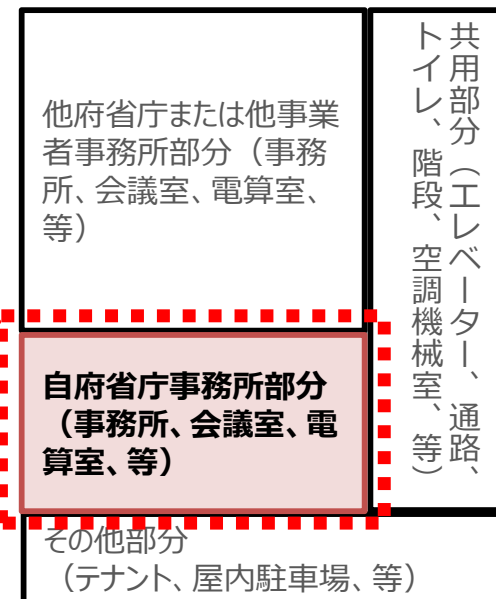 他府省庁または他事業
者事務所部分（事務
所、会議室、電算室、
等）
共用部分（エレベーター、通路、
トイレ、階段、空調機械室、等）
自府省庁事務所部分
（事務所、会議室、電
算室、等）
その他部分
（テナント、屋内駐車場、等）